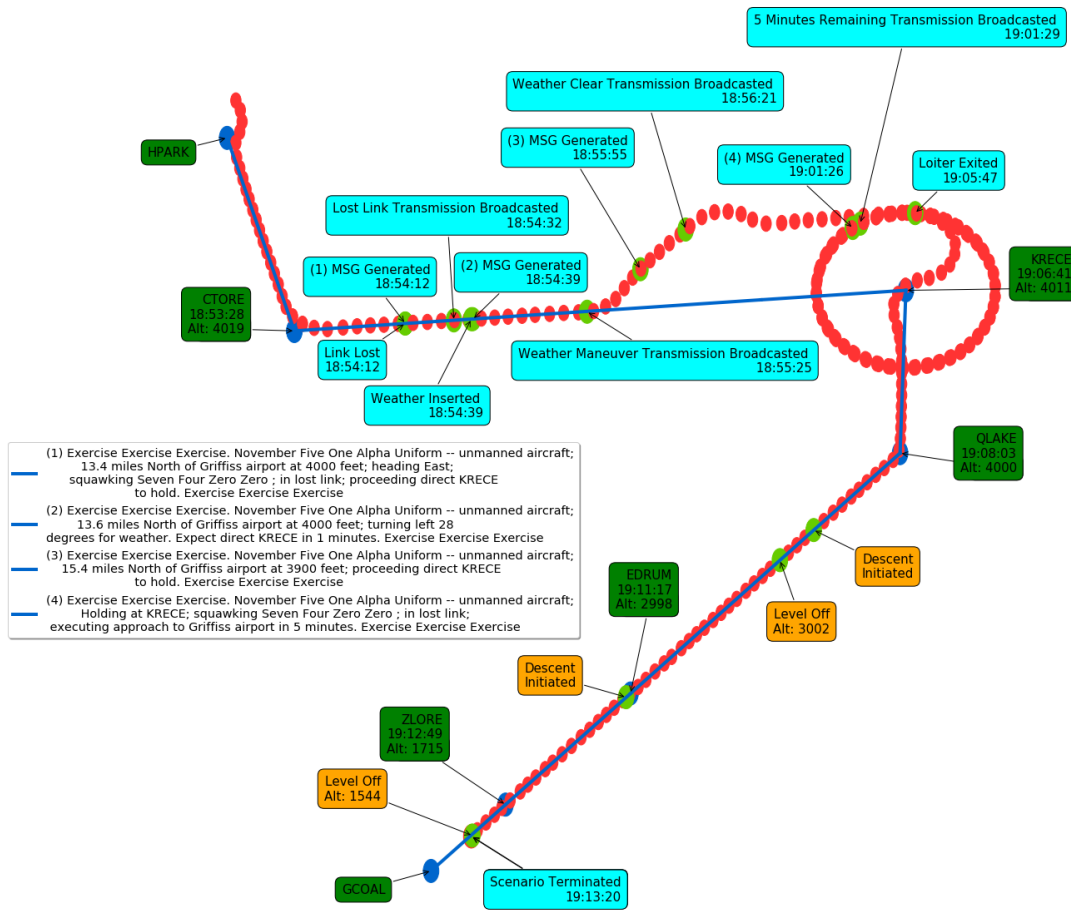 5 Minutes Remaining Transmission Broadcasted
19:01:29
Weather Clear Transmission Broadcasted
18:56:21
HPARK
(3) MSG Generated
18:55:55
(4) MSG Generated
19:01:26
Loiter Exited
19:05:47
Lost Link Transmission Broadcasted
18:54:32
(1) MSG Generated
18:54:12
(2) MSG Generated
18:54:39
KRECE
19:06:41
Alt: 4011
CTORE
18:53:28
Alt: 4019
Link Lost
18:54:12
Weather Maneuver Transmission Broadcasted
18:55:25
Weather Inserted
18:54:39
QLAKE
19:08:03
Alt: 4000
(1) Exercise Exercise Exercise. November Five One Alpha Uniform -- unmanned aircraft;
13.4 miles North of Griffiss airport at 4000 feet; heading East;
squawking Seven Four Zero Zero ; in lost link; proceeding direct KRECE
to hold. Exercise Exercise Exercise
(2) Exercise Exercise Exercise. November Five One Alpha Uniform -- unmanned aircraft;
13.6 miles North of Griffiss airport at 4000 feet; turning left 28
degrees for weather. Expect direct KRECE in 1 minutes. Exercise Exercise Exercise
(3) Exercise Exercise Exercise. November Five One Alpha Uniform -- unmanned aircraft;
15.4 miles North of Griffiss airport at 3900 feet; proceeding direct KRECE
to hold. Exercise Exercise Exercise
(4) Exercise Exercise Exercise. November Five One Alpha Uniform -- unmanned aircraft;
Holding at KRECE; squawking Seven Four Zero Zero ; in lost link;
executing approach to Griffiss airport in 5 minutes. Exercise Exercise Exercise
Descent
Initiated
EDRUM
19:11:17
Alt: 2998
Level Off
Alt: 3002
Descent
Initiated
ZLORE
19:12:49
Alt: 1715
Level Off
Alt: 1544
GCOAL
Scenario Terminated
19:13:20